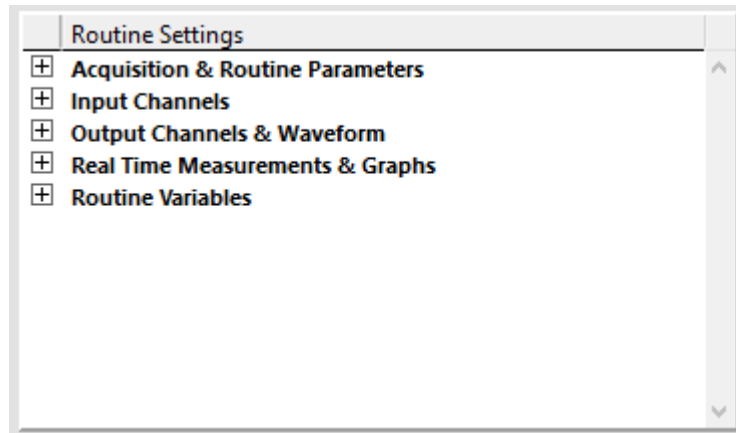 Routine Settings
Acquisition & Routine Parameters
Input Channels
Output Channels & Waveform
Real Time Measurements & Graphs
Routine Variables